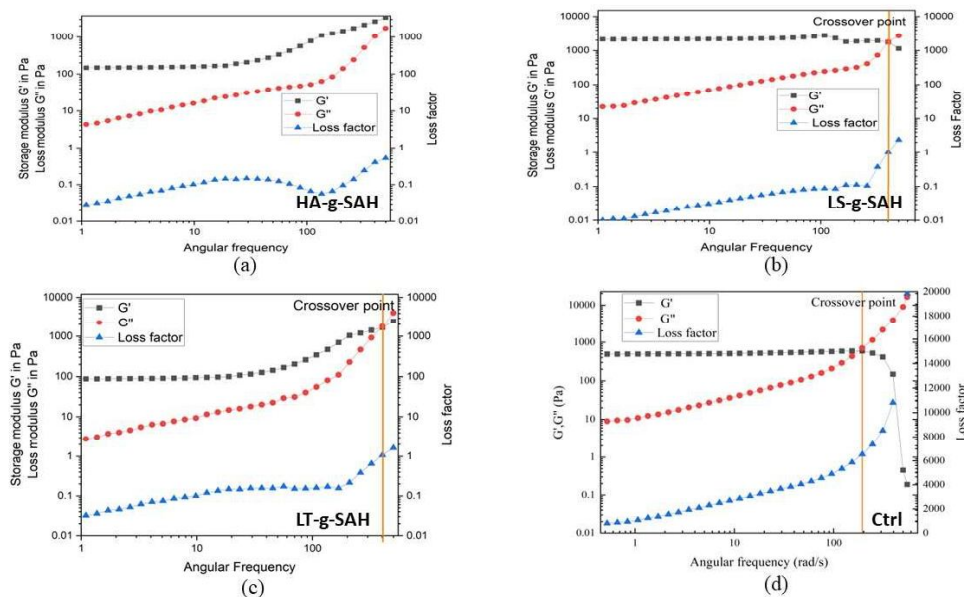 1000
1000
100
100
10
10
1
1
0.1
0.1
0.01
0.01
1
10
100
Storage modulus G' in Pa
Loss modulus G'' in Pa
Loss factor
G'
G''
Loss factor
HA-g-SAH
Angular frequency
(a)
Crossover point
10000
10000
1000
1000
100
100
10
10
1
1
0.1
0.1
0.01
0.01
1
10
100
Storage modulus G' in Pa
Loss modulus G'' in Pa
Loss Factor
G'
G''
Loss factor
LS-g-SAH
Angular Frequency
(b)
Crossover point
10000
10000
1000
1000
100
100
10
10
1
1
0.1
0.1
0.01
0.01
1
10
100
Storage modulus G' in Pa
Loss modulus G'' in Pa
Loss factor
G'
G''
Loss factor
LT-g-SAH
Angular Frequency
(c)
Crossover point
10000
1000
100
10
1
0.1
0.01
20000
18000
16000
14000
12000
10000
8000
6000
4000
2000
0
1
10
100
G',G'' (Pa)
Loss factor
G'
G''
Loss factor
Ctrl
Angular frequency (rad/s)
(d)